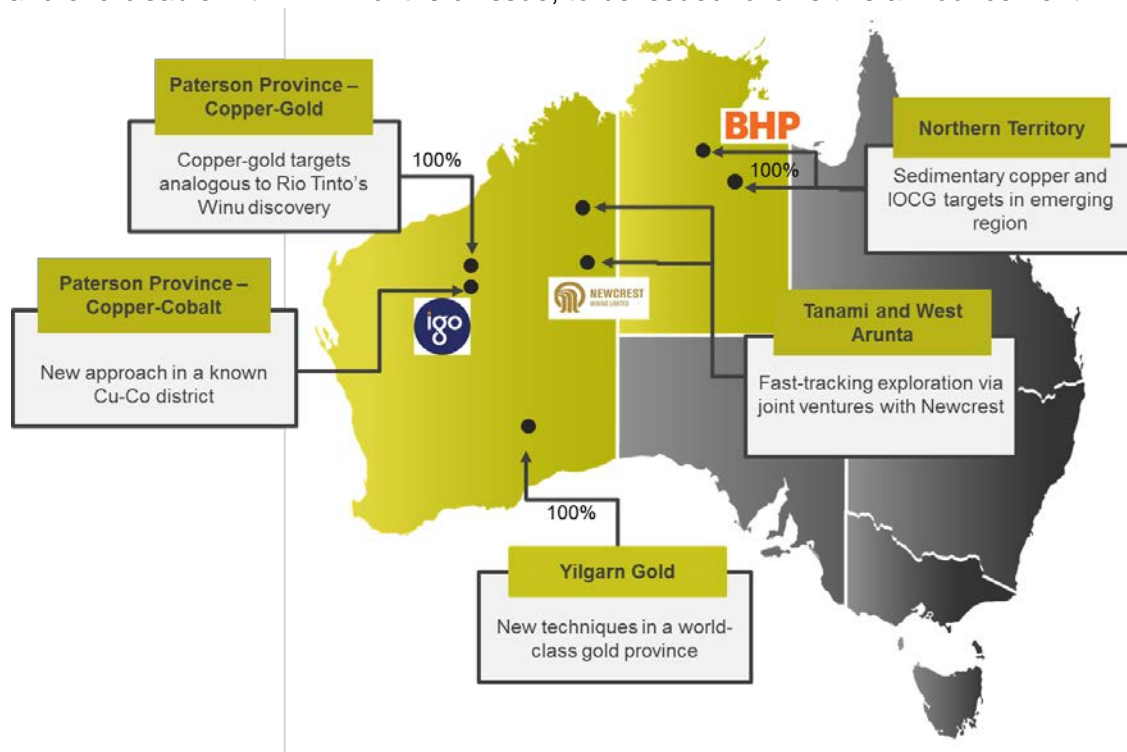 Paterson Province –
Copper-Gold
Copper-gold targets
analogous to Rio Tinto's
Winu discovery
100%
BHP
100%
Northern Territory
Sedimentary copper and
IOCG targets in emerging
region
Paterson Province –
Copper-Cobalt
New approach in a known
Cu-Co district
igo
NEWCREST
MINING LIMITED
Tanami and West
Arunta
Fast-tracking exploration via
joint ventures with Newcrest
100%
Yilgarn Gold
New techniques in a world-
class gold province